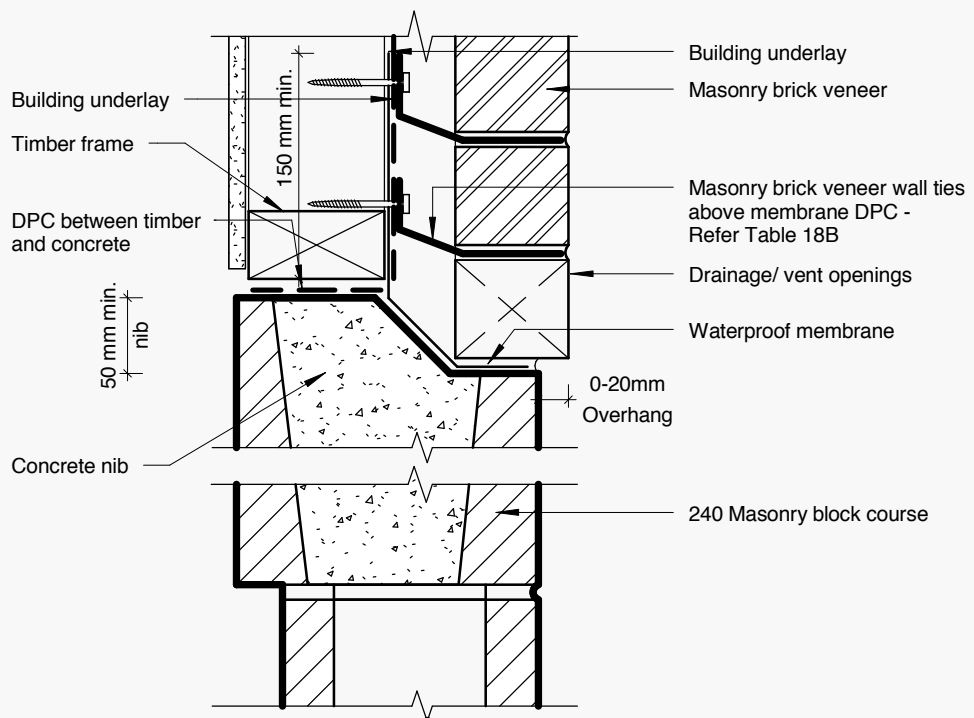 Building underlay
Masonry brick veneer
Building underlay
Timber frame
150 mm min.
DPC between timber
and concrete
Masonry brick veneer wall ties
above membrane DPC -
Refer Table 18B
Drainage/ vent openings
50 mm min.
nib
Waterproof membrane
0-20mm
Overhang
Concrete nib
240 Masonry block course